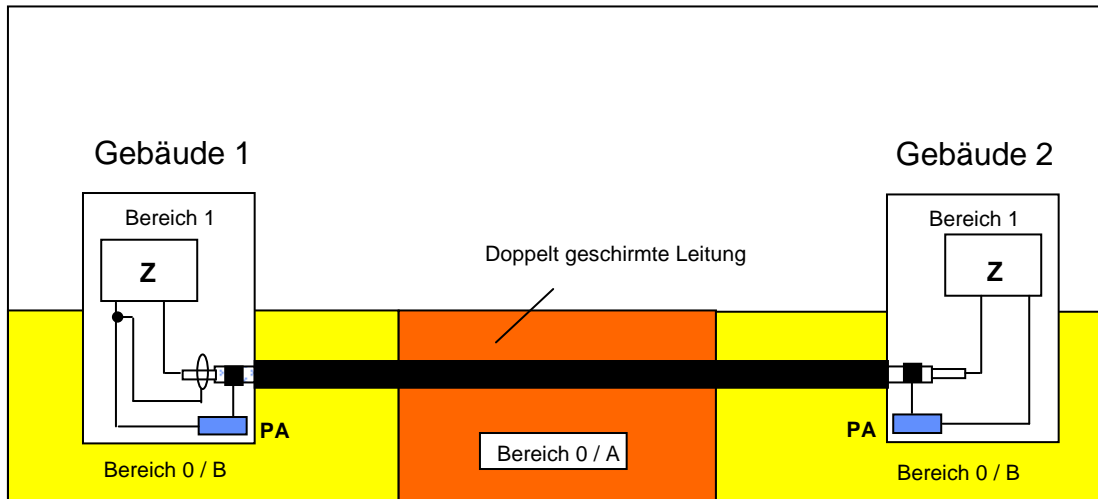 Gebäude 1
Gebäude 2
Bereich 1
Bereich 1
Z
Z
Doppelt geschirmte Leitung
PA
PA
Bereich 0 / A
Bereich 0 / B
Bereich 0 / B